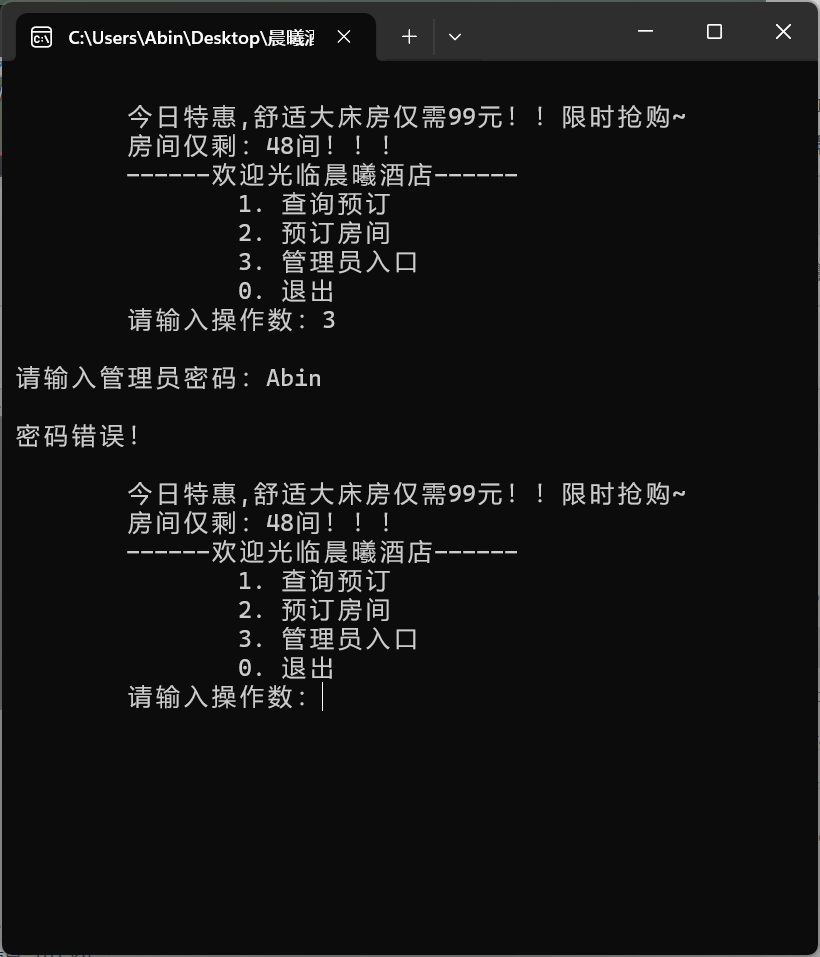 C:\Users\Abin\Desktop\晨曦酒
今日特惠,舒适大床房仅需99元！！限时抢购~
房间仅剩：48间！！！
------欢迎光临晨曦酒店------
1. 查询预订
2. 预订房间
3. 管理员入口
0. 退出
请输入操作数：3
请输入管理员密码：Abin
密码错误！
今日特惠,舒适大床房仅需99元！！限时抢购~
房间仅剩：48间！！！
------欢迎光临晨曦酒店------
1. 查询预订
2. 预订房间
3. 管理员入口
0. 退出
请输入操作数：